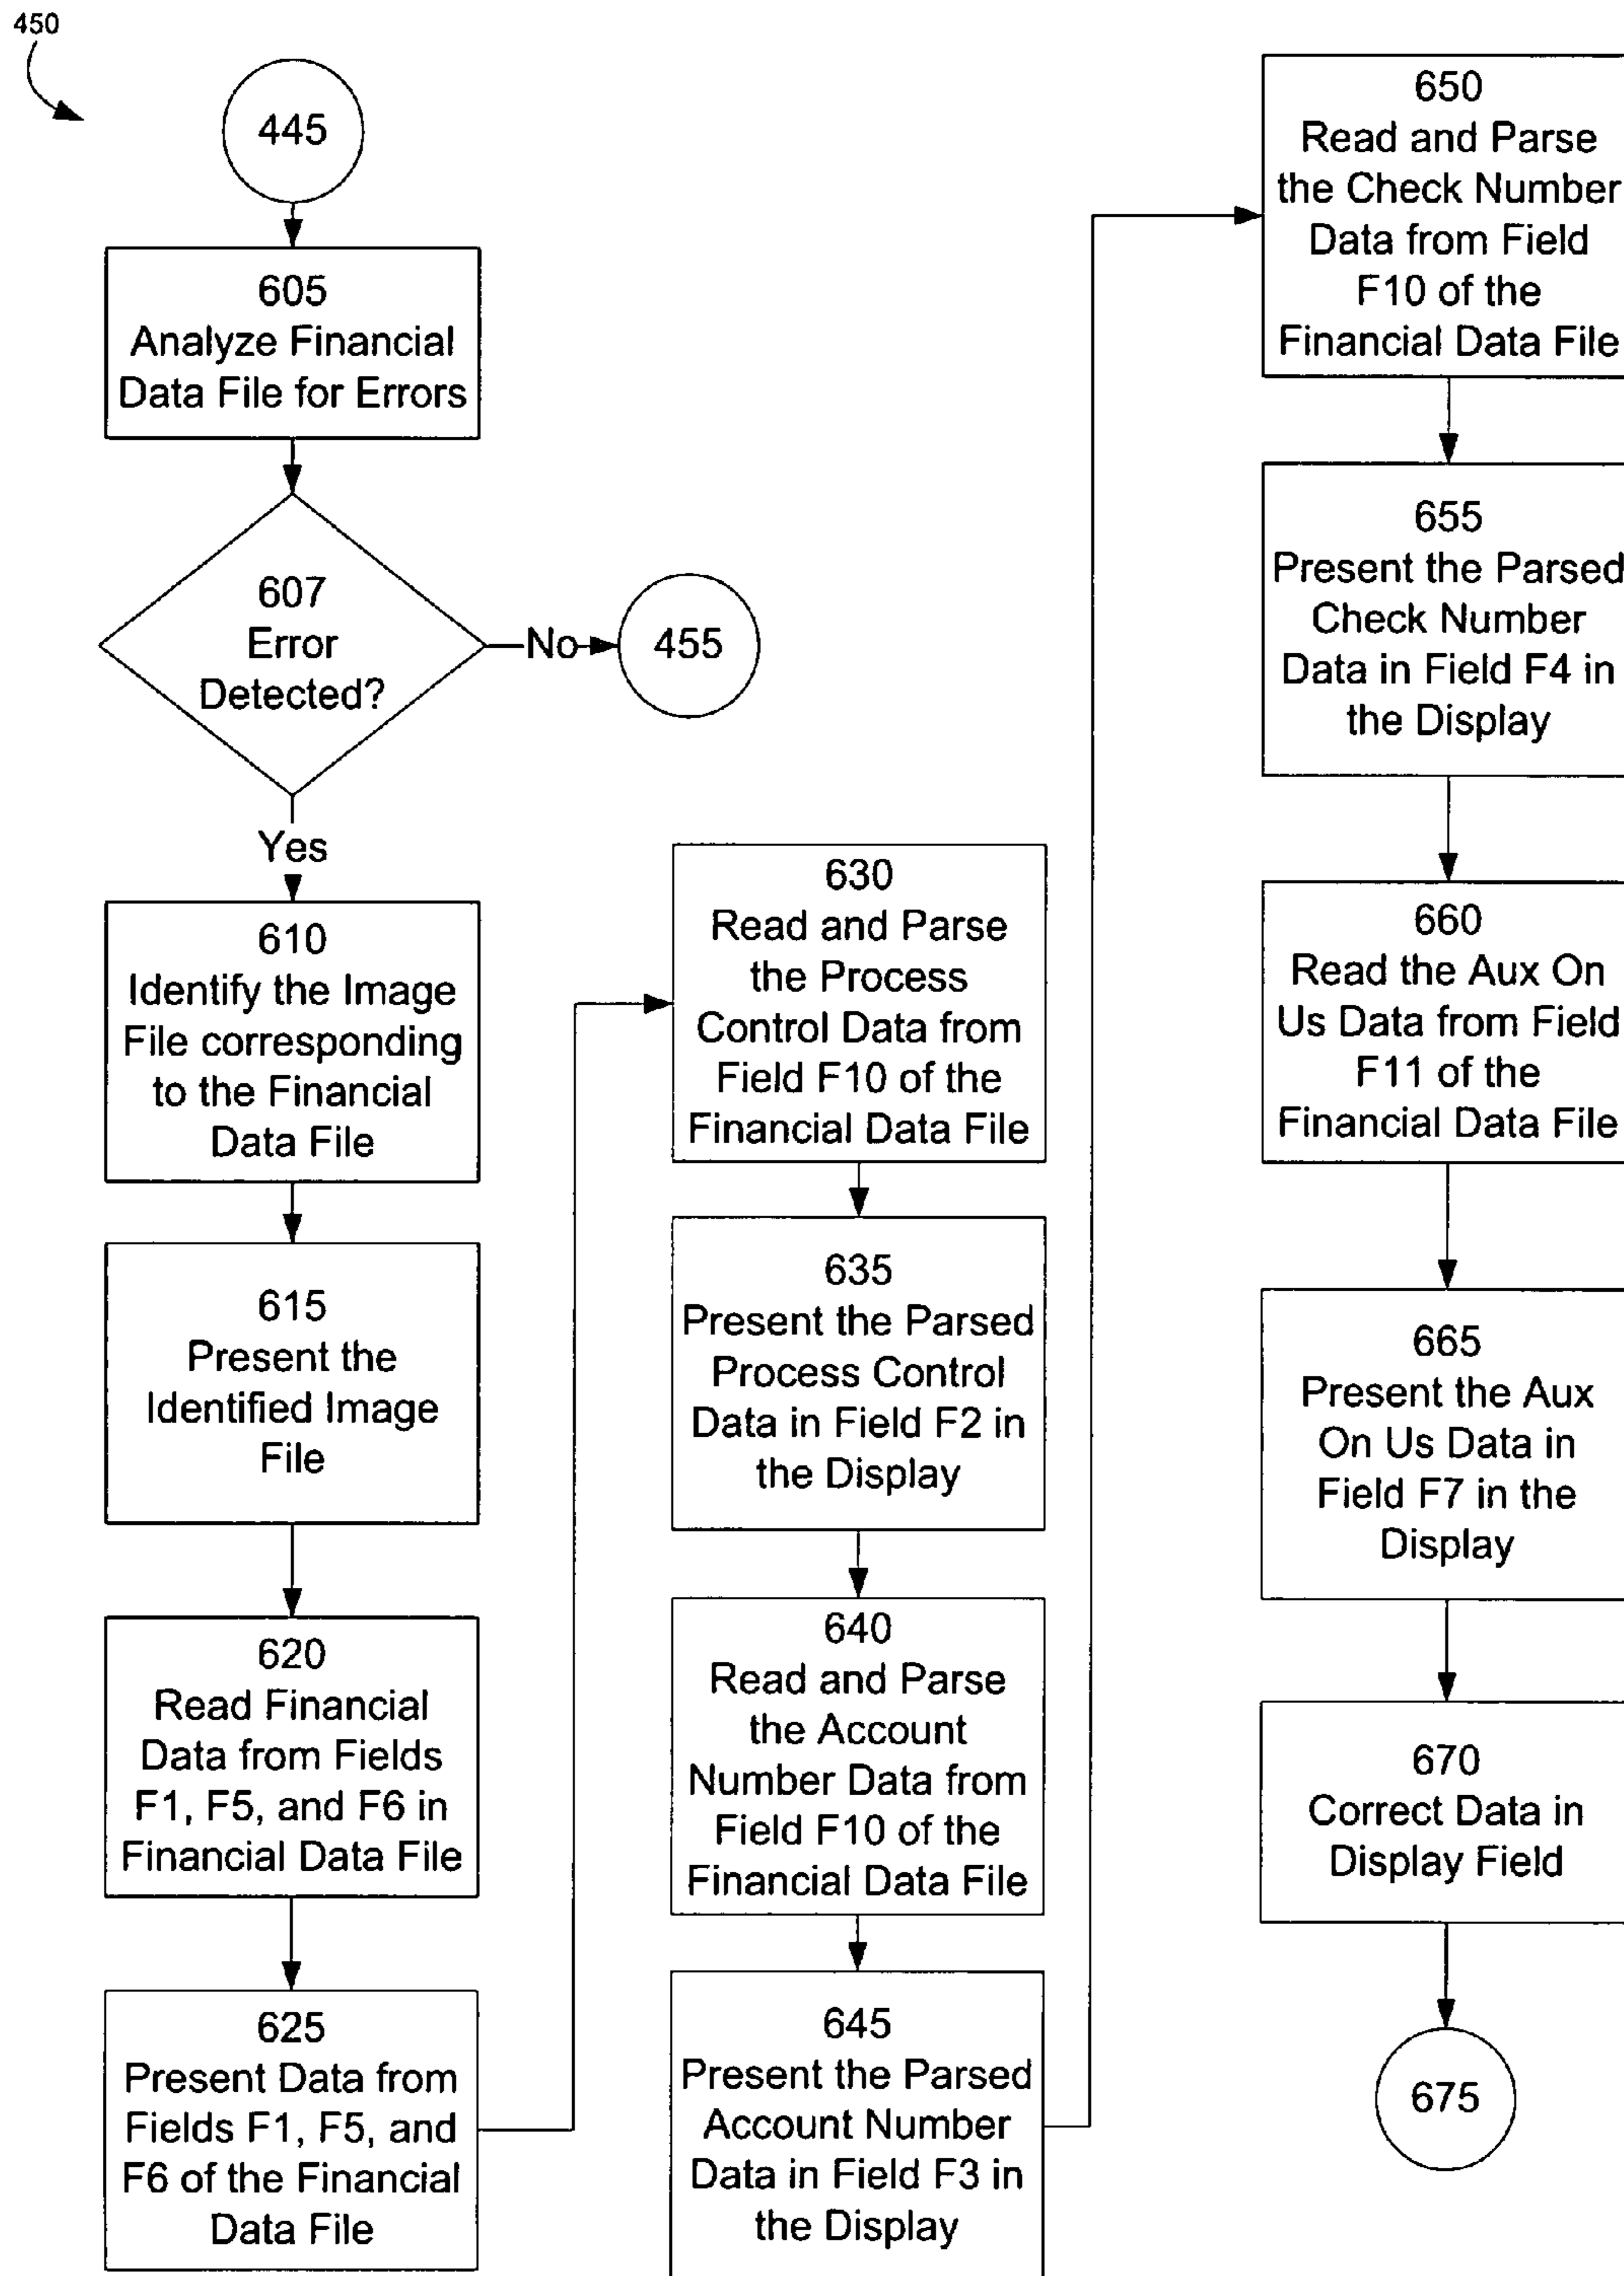 450
445
605
Analyze Financial
Data File for Errors
607
Error
Detected?
No
455
Yes
610
Identify the Image
File corresponding
to the Financial
Data File
615
Present the
Identified Image
File
620
Read Financial
Data from Fields
F1, F5, and F6 in
Financial Data File
625
Present Data from
Fields F1, F5, and
F6 of the Financial
Data File
630
Read and Parse
the Process
Control Data from
Field F10 of the
Financial Data File
635
Present the Parsed
Process Control
Data in Field F2 in
the Display
640
Read and Parse
the Account
Number Data from
Field F10 of the
Financial Data File
645
Present the Parsed
Account Number
Data in Field F3 in
the Display
650
Read and Parse
the Check Number
Data from Field
F10 of the
Financial Data File
655
Present the Parsed
Check Number
Data in Field F4 in
the Display
660
Read the Aux On
Us Data from Field
F11 of the
Financial Data File
665
Present the Aux
On Us Data in
Field F7 in the
Display
670
Correct Data in
Display Field
675